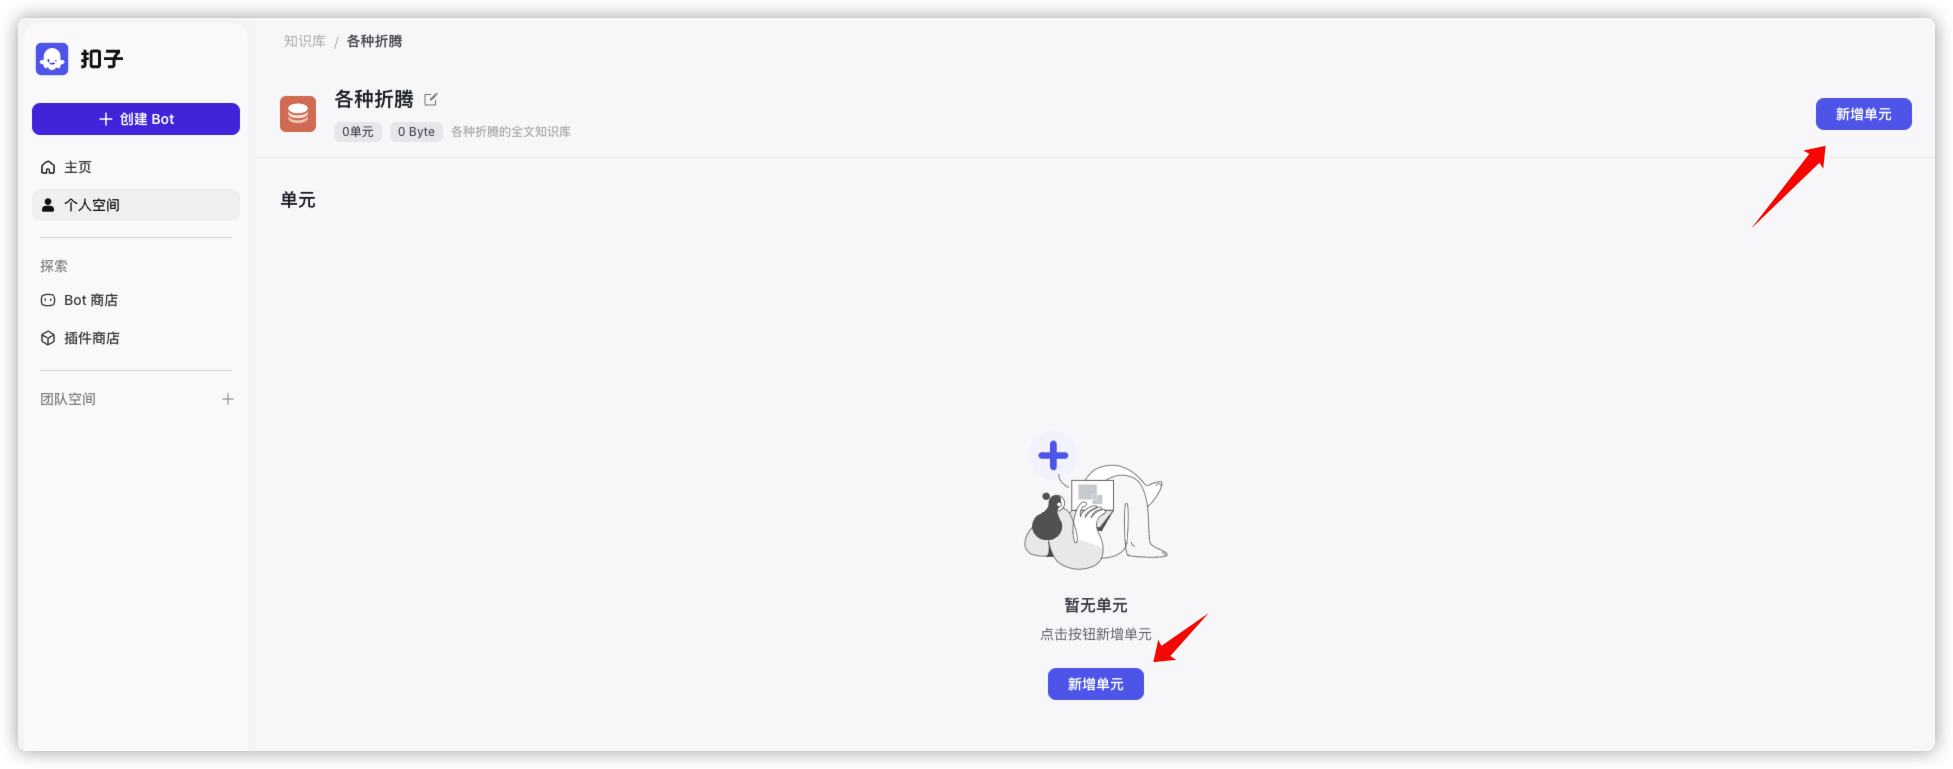 扣子
创建 Bot
主页
个人空间
探索
Bot 商店
插件商店
团队空间
知识库 / 各种折腾
各种折腾
0单元 0 Byte 各种折腾的全文知识库
新增单元
单元
暂无单元
点击按钮新增单元
新增单元